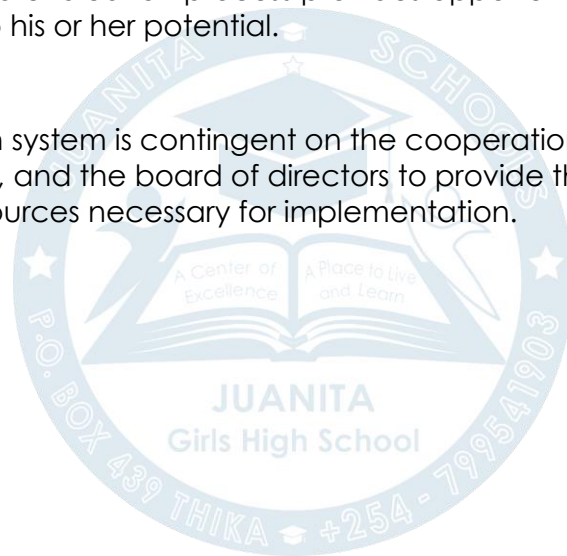 his or her potential.
system is contingent on the cooperatio
, and the board of directors to provide th
ources necessary for implementation.
JUANITA SCHOOLS
A Center of
Excellence
A Place to Live
and Learn
JUANITA
Girls High School
P.O. BOX 439 THIKA +254 - 799541903